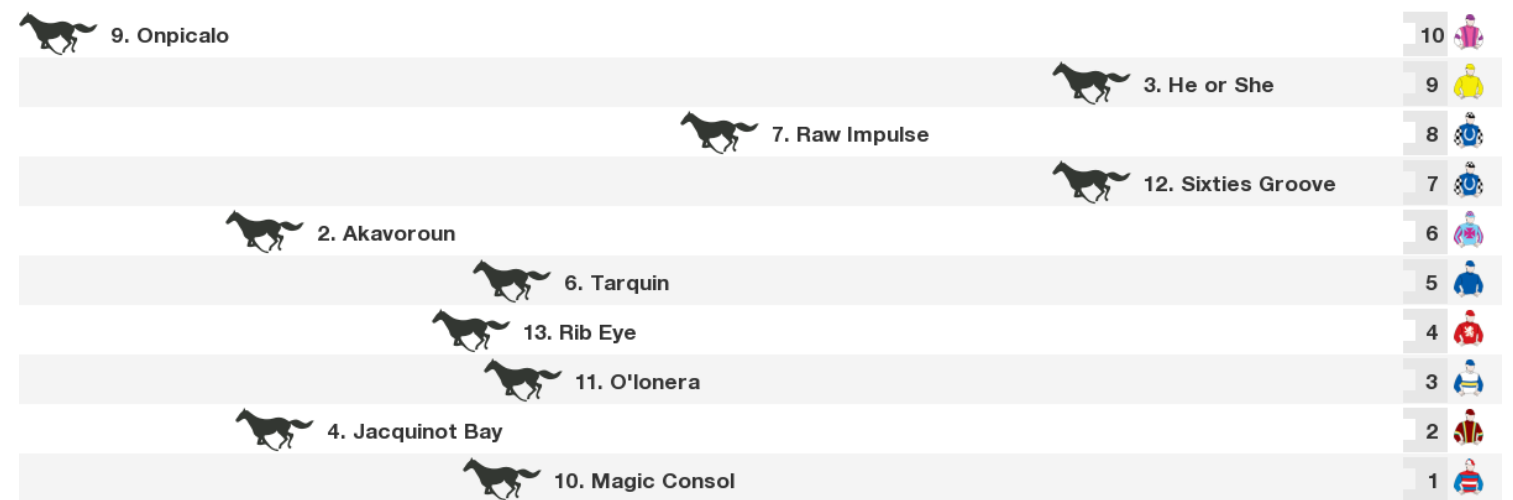 9. Onpicalo 10
3. He or She 9
7. Raw Impulse 8
12. Sixties Groove 7
2. Akavoroun 6
6. Tarquin 5
13. Rib Eye 4
11. O'Ionera 3
4. Jacquinot Bay 2
10. Magic Consol 1